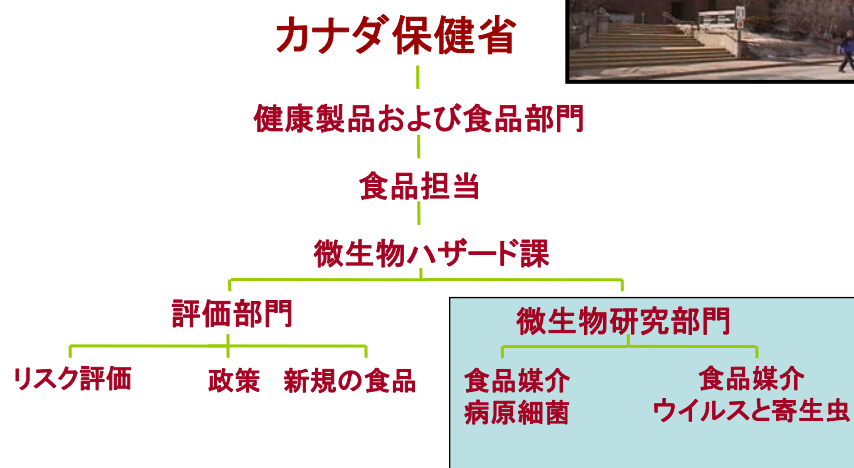 カナダ保健省
健康製品および食品部門
食品担当
微生物ハザード課
評価部門
微生物研究部門
リスク評価
政策
新規の食品
食品媒介
病原細菌
食品媒介
ウイルスと寄生虫